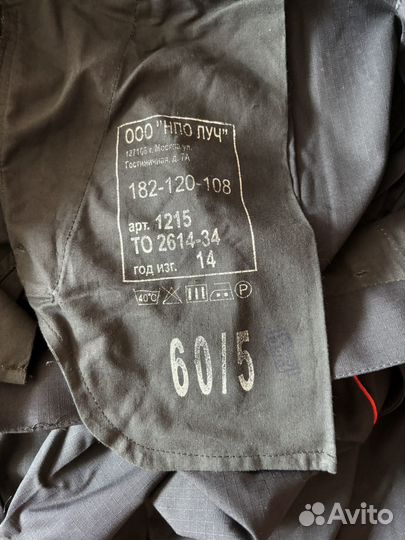 ООО "НПО ЛУЧ"
127106 г. Москва ул.
Гостиничная, д. 7А
182-120-108
арт. 1215
ТО 2614-34
год изг. 14
40°C P
60/5
Avito